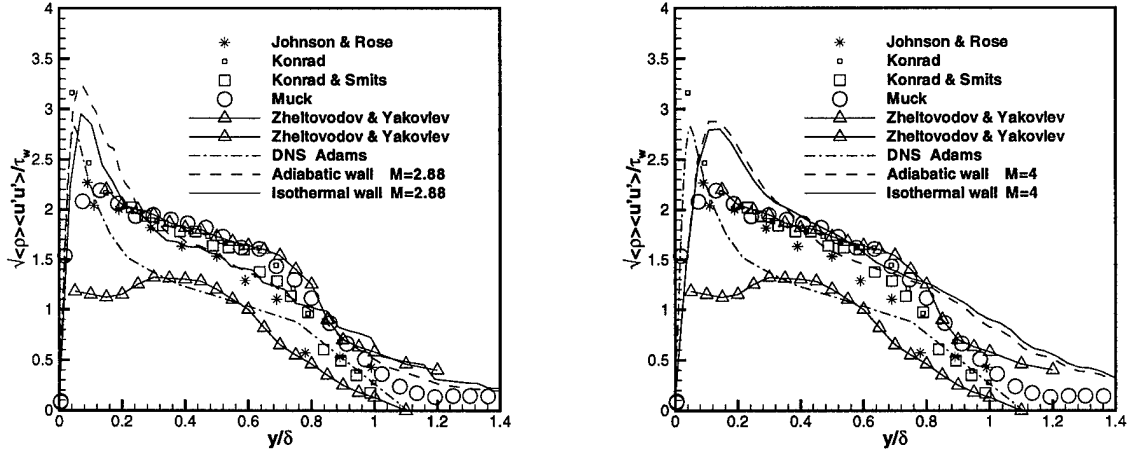 4
3.5
3
2.5
2
1.5
1
0.5
0
√<ρ><u'u'>/τw
Johnson & Rose
Konrad
Konrad & Smits
Muck
Zheltovodov & Yakovlev
Zheltovodov & Yakovlev
DNS Adams
Adiabatic wall M=2.88
Isothermal wall M=2.88
0 0.2 0.4 0.6 0.8 1 1.2 1.4
y/δ
4
3.5
3
2.5
2
1.5
1
0.5
0
√<ρ><u'u'>/τw
Johnson & Rose
Konrad
Konrad & Smits
Muck
Zheltovodov & Yakovlev
Zheltovodov & Yakovlev
DNS Adams
Adiabatic wall M=4
Isothermal wall M=4
0 0.2 0.4 0.6 0.8 1 1.2 1.4
y/δ